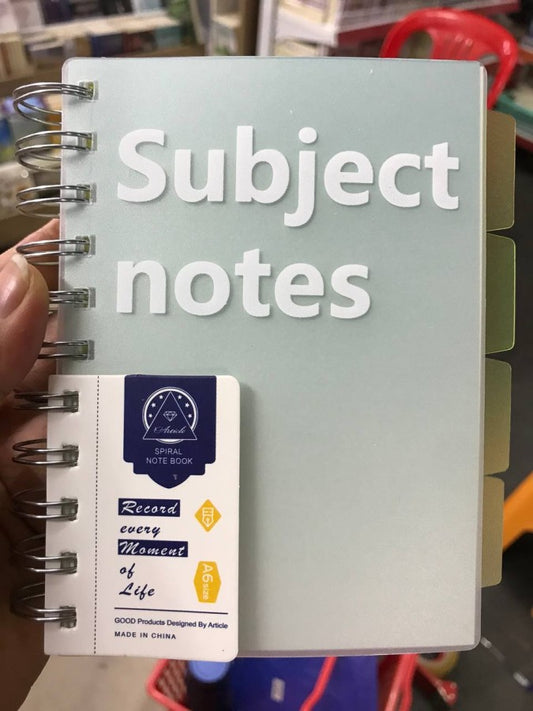 Subject
notes
Article
SPIRAL
NOTE BOOK
Record
every
Moment
of
Life
A6 size
GOOD Products Designed By Article
MADE IN CHINA